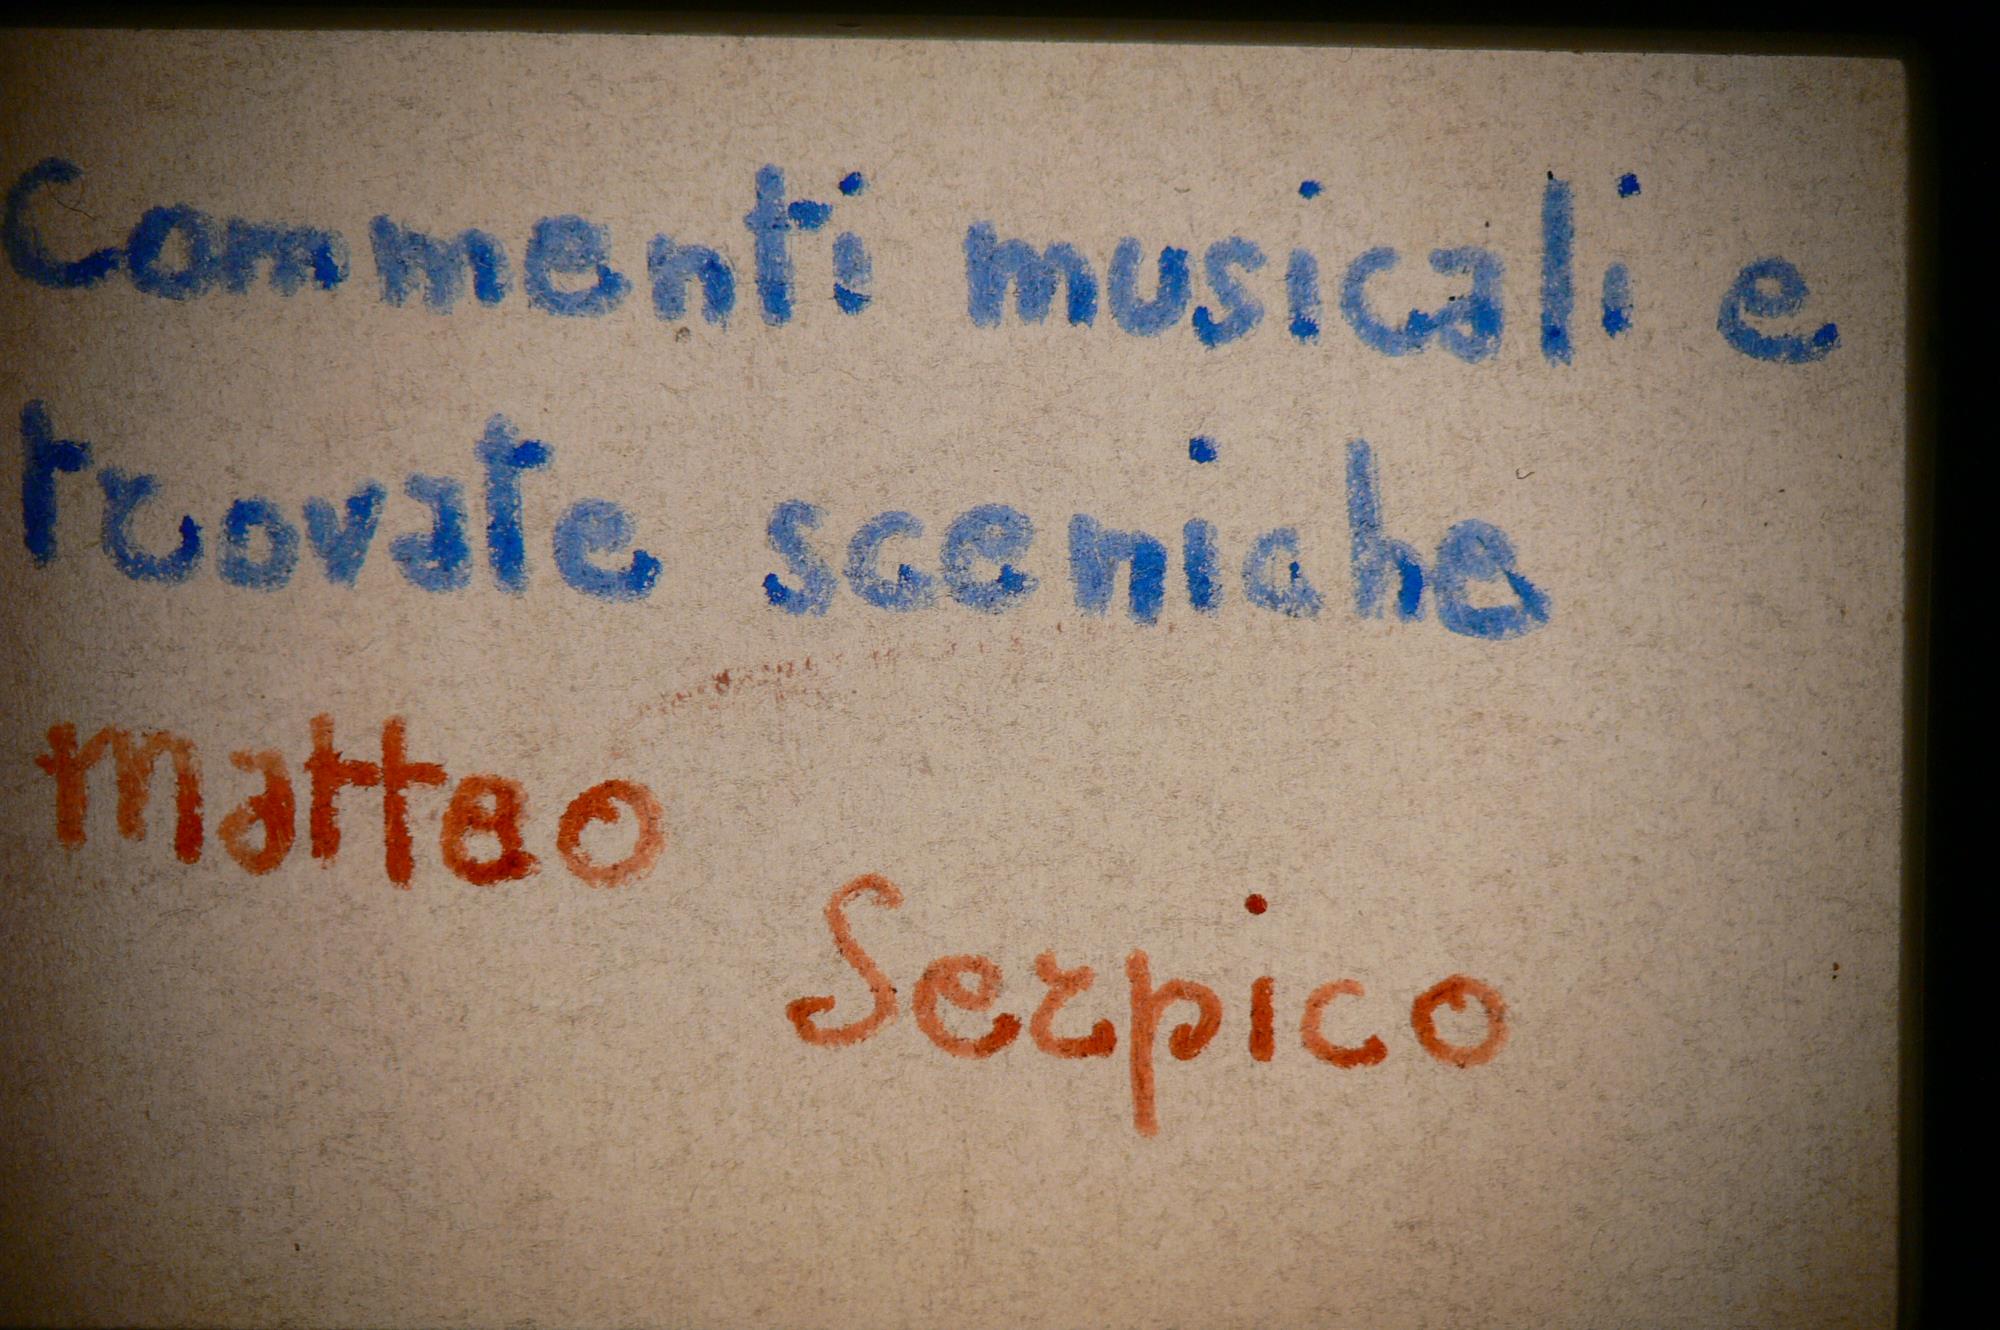 Commenti musicali e
trovate sceniche
Matteo
Serpico